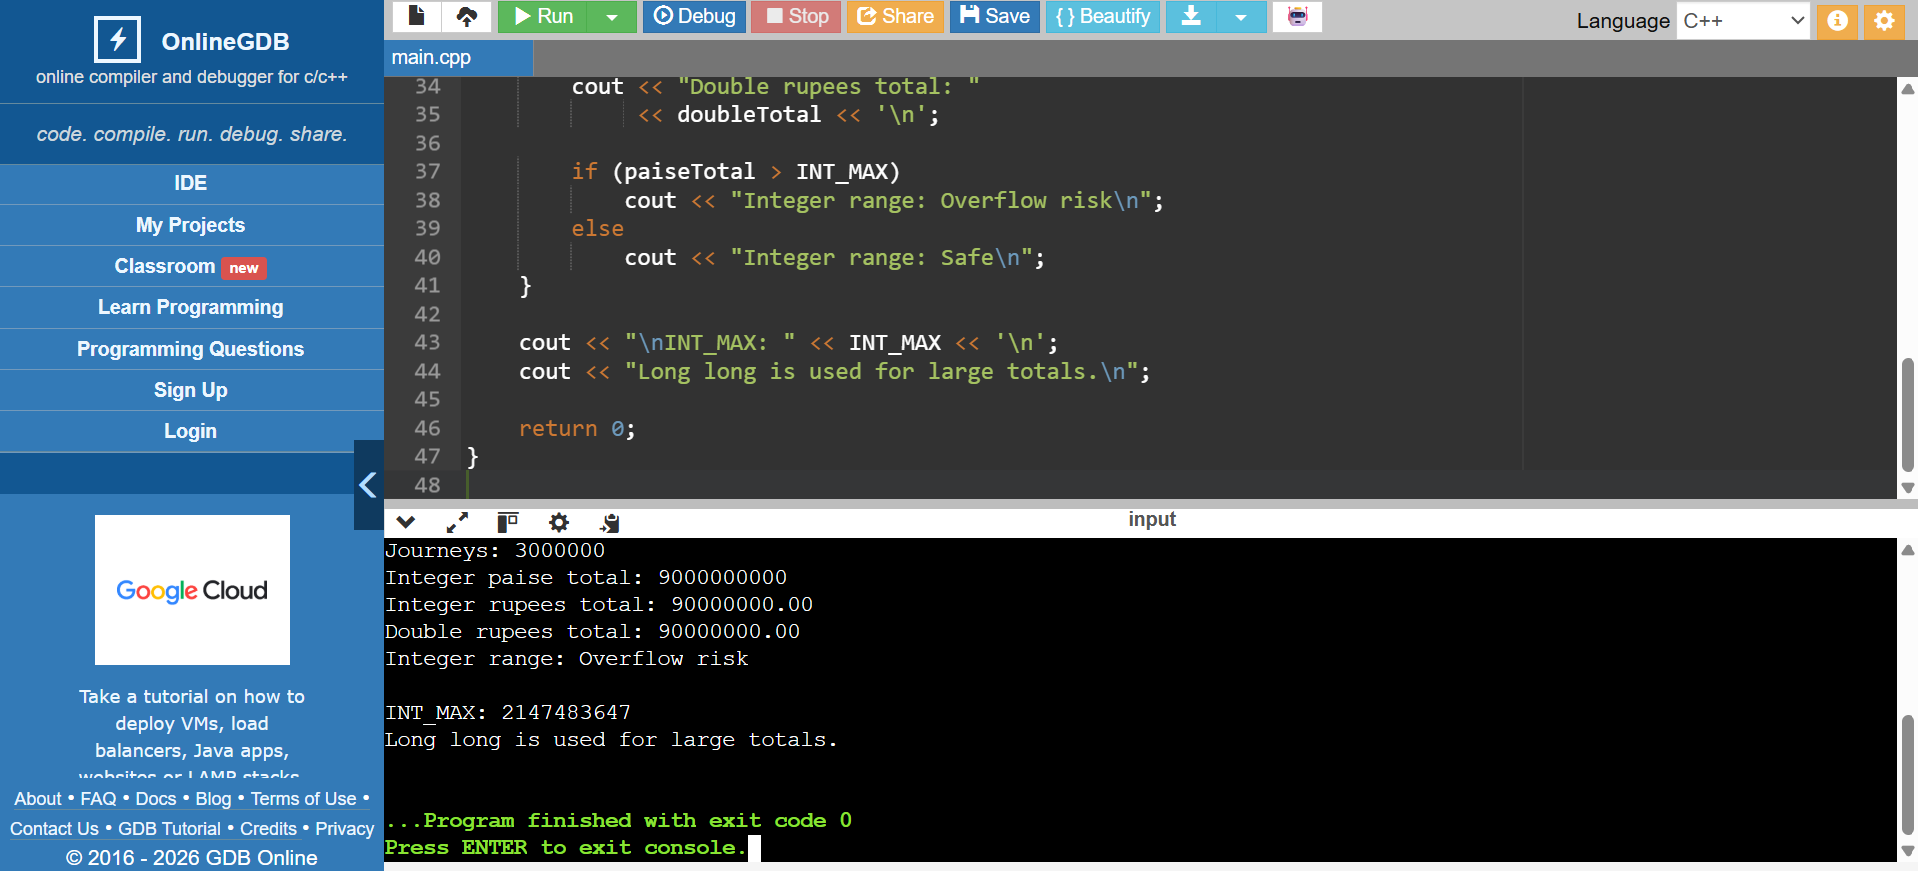 OnlineGDB
online compiler and debugger for c/c++
code. compile. run. debug. share.
IDE
My Projects
Classroom new
Learn Programming
Programming Questions
Sign Up
Login
Google Cloud
Take a tutorial on how to
deploy VMs, load
balancers, Java apps,
websites or LAMP stacks
About • FAQ • Docs • Blog • Terms of Use •
Contact Us • GDB Tutorial • Credits • Privacy
© 2016 - 2026 GDB Online
Run Debug Stop Share Save { } Beautify Language C++
main.cpp
34 cout << "Double rupees total: "
35 << doubleTotal << '\n';
36
37 if (paiseTotal > INT_MAX)
38 cout << "Integer range: Overflow risk\n";
39 else
40 cout << "Integer range: Safe\n";
41 }
42
43 cout << "\nINT_MAX: " << INT_MAX << '\n';
44 cout << "Long long is used for large totals.\n";
45
46 return 0;
47 }
48
input
Journeys: 3000000
Integer paise total: 9000000000
Integer rupees total: 90000000.00
Double rupees total: 90000000.00
Integer range: Overflow risk
INT_MAX: 2147483647
Long long is used for large totals.
...Program finished with exit code 0
Press ENTER to exit console.